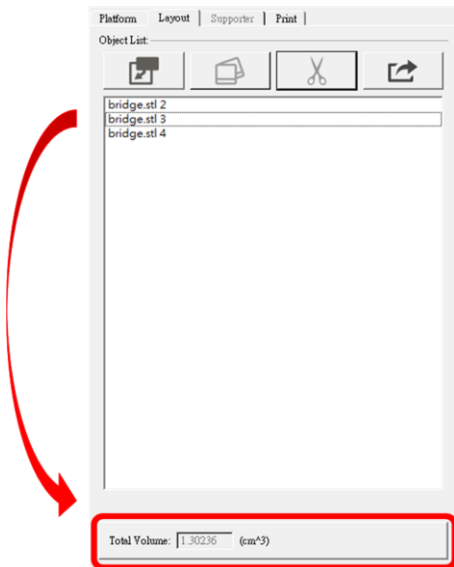 Platform Layout Supporter Print
Object List:
bridge.stl 2
bridge.stl 3
bridge.stl 4
Total Volume: 1.30236 (cm^3)